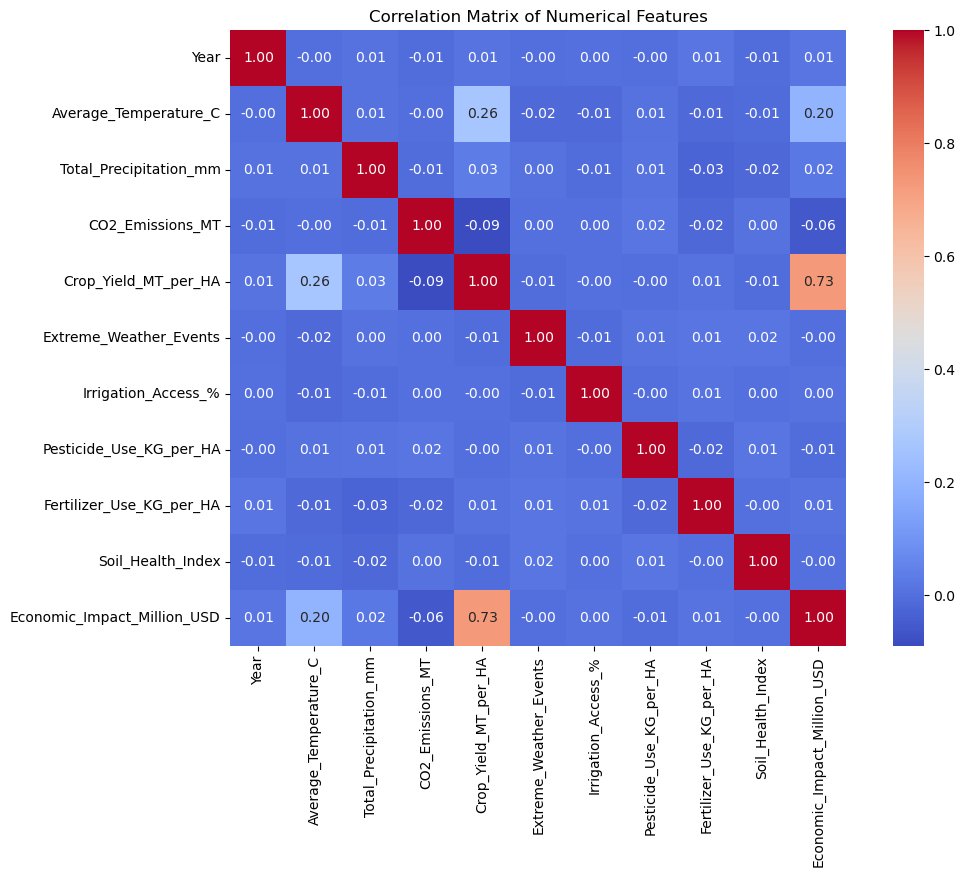 Correlation Matrix of Numerical Features
Year 1.00 -0.00 0.01 -0.01 0.01 -0.00 0.00 -0.00 0.01 -0.01 0.01
Average_Temperature_C -0.00 1.00 0.01 -0.00 0.26 -0.02 -0.01 0.01 -0.01 -0.01 0.20
Total_Precipitation_mm 0.01 0.01 1.00 -0.01 0.03 0.00 -0.01 0.01 -0.03 -0.02 0.02
CO2_Emissions_MT -0.01 -0.00 -0.01 1.00 -0.09 0.00 0.00 0.02 -0.02 0.00 -0.06
Crop_Yield_MT_per_HA 0.01 0.26 0.03 -0.09 1.00 -0.01 -0.00 -0.00 0.01 -0.01 0.73
Extreme_Weather_Events -0.00 -0.02 0.00 0.00 -0.01 1.00 -0.01 0.01 0.01 0.02 -0.00
Irrigation_Access_% 0.00 -0.01 -0.01 0.00 -0.00 -0.01 1.00 -0.00 0.01 0.00 0.00
Pesticide_Use_KG_per_HA -0.00 0.01 0.01 0.02 -0.00 0.01 -0.00 1.00 -0.02 0.01 -0.01
Fertilizer_Use_KG_per_HA 0.01 -0.01 -0.03 -0.02 0.01 0.01 0.01 -0.02 1.00 -0.00 0.01
Soil_Health_Index -0.01 -0.01 -0.02 0.00 -0.01 0.02 0.00 0.01 -0.00 1.00 -0.00
Economic_Impact_Million_USD 0.01 0.20 0.02 -0.06 0.73 -0.00 0.00 -0.01 0.01 -0.00 1.00
Year
Average_Temperature_C
Total_Precipitation_mm
CO2_Emissions_MT
Crop_Yield_MT_per_HA
Extreme_Weather_Events
Irrigation_Access_%
Pesticide_Use_KG_per_HA
Fertilizer_Use_KG_per_HA
Soil_Health_Index
Economic_Impact_Million_USD
1.0
0.8
0.6
0.4
0.2
0.0